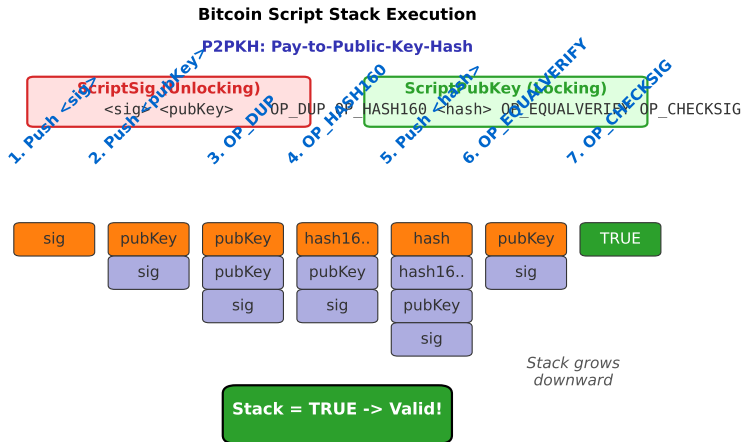 Bitcoin Script Stack Execution
P2PKH: Pay-to-Public-Key-Hash
ScriptSig (Unlocking)
<sig> <pubKey>
ScriptPubKey (Locking)
OP_DUP OP_HASH160 <hash> OP_EQUALVERIFY OP_CHECKSIG
1. Push <sig>
2. Push <pubKey>
3. OP_DUP
4. OP_HASH160
5. Push <hash>
6. OP_EQUALVERIFY
7. OP_CHECKSIG
sig
pubKey
pubKey
hash16..
hash
pubKey
TRUE
sig
pubKey
pubKey
hash16..
sig
sig
sig
pubKey
sig
Stack grows
downward
Stack = TRUE -> Valid!